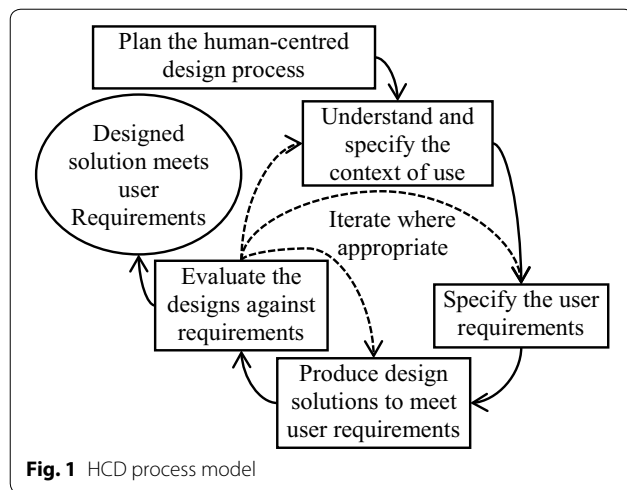 Plan the human-centred
design process
Understand and
specify the
context of use
Designed
solution meets
user
Requirements
Iterate where
appropriate
Evaluate the
designs against
requirements
Specify the user
requirements
Produce design
solutions to meet
user requirements
Fig. 1 HCD process model